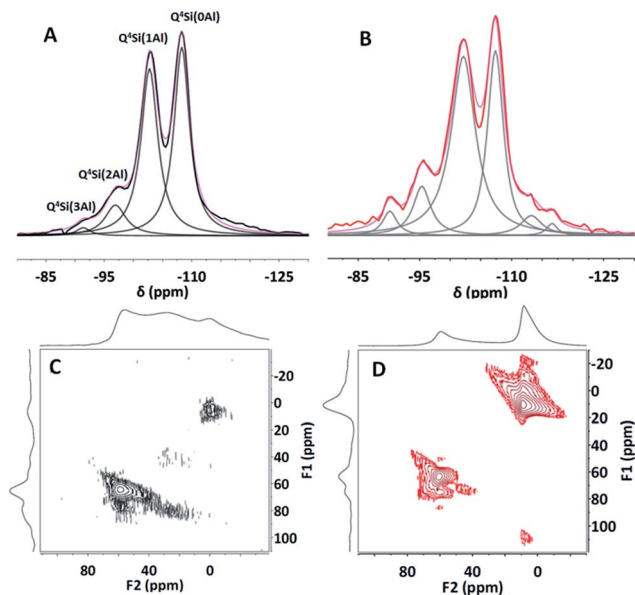 A
Q⁴Si(0Al)
Q⁴Si(1Al)
Q⁴Si(2Al)
Q⁴Si(3Al)
-85 -95 -110 -125
δ (ppm)
B
-85 -95 -110 -125
δ (ppm)
C
-20
0
20
40
60
80
100
F1 (ppm)
80 40 0
F2 (ppm)
D
-20
0
20
40
60
80
100
F1 (ppm)
80 40 0
F2 (ppm)